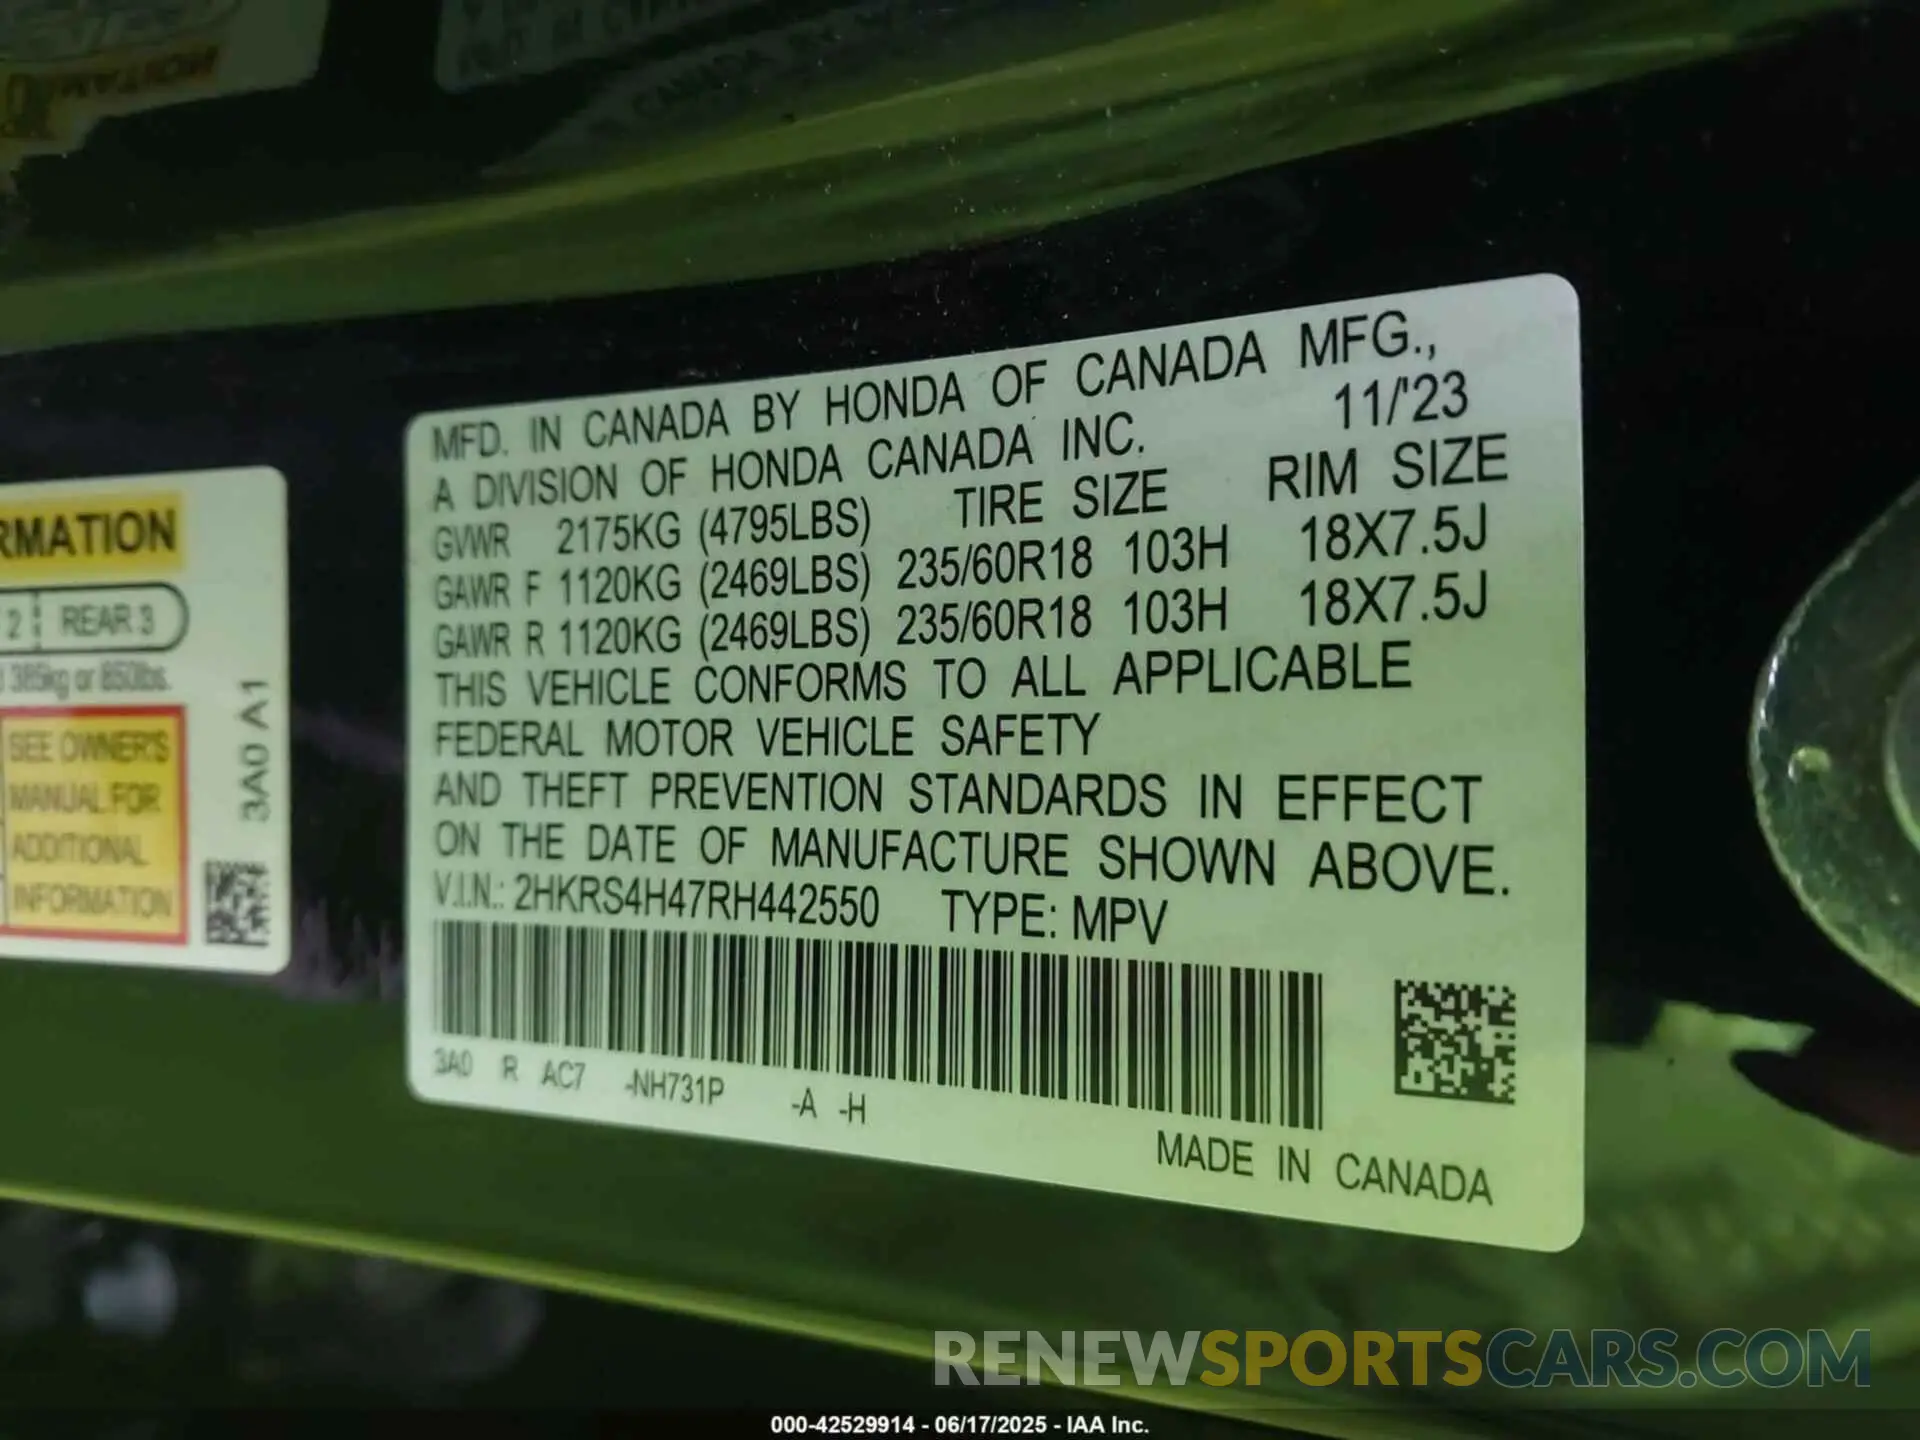 MFD. IN CANADA BY HONDA OF CANADA MFG.,
A DIVISION OF HONDA CANADA INC. 11/'23
GVWR 2175KG (4795LBS) TIRE SIZE RIM SIZE
GAWR F 1120KG (2469LBS) 235/60R18 103H 18X7.5J
GAWR R 1120KG (2469LBS) 235/60R18 103H 18X7.5J
THIS VEHICLE CONFORMS TO ALL APPLICABLE
FEDERAL MOTOR VEHICLE SAFETY
AND THEFT PREVENTION STANDARDS IN EFFECT
ON THE DATE OF MANUFACTURE SHOWN ABOVE.
V.I.N.: 2HKRS4H47RH442550 TYPE: MPV
3A0 R AC7 -NH731P -A -H
MADE IN CANADA
RMATION
2 REAR 3
385kg or 850lbs.
SEE OWNER'S
MANUAL FOR
ADDITIONAL
INFORMATION
3A0 A1
RENEWSPORTSCARS.COM
000-42529914 - 06/17/2025 - IAA Inc.